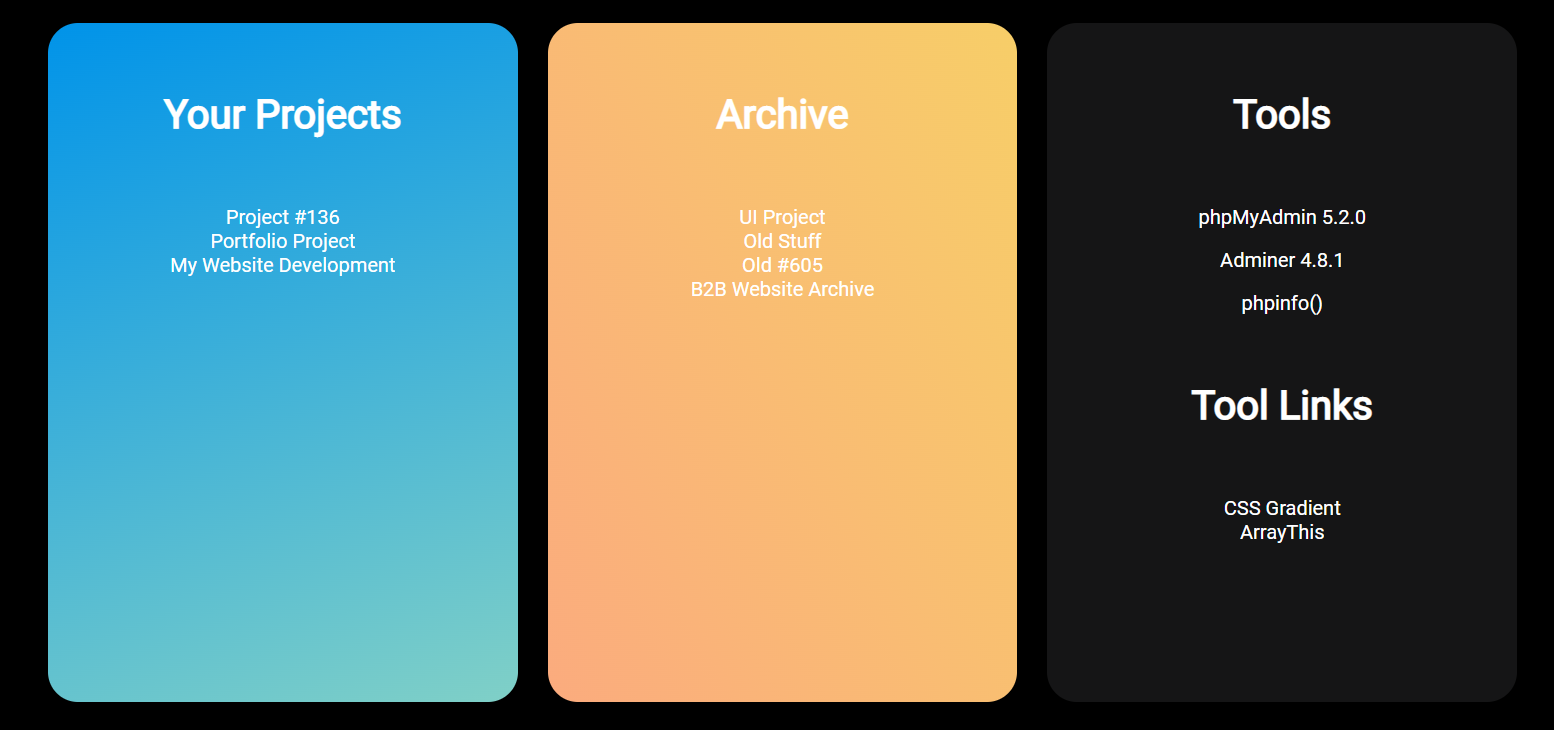 Your Projects
Project #136
Portfolio Project
My Website Development
Archive
UI Project
Old Stuff
Old #605
B2B Website Archive
Tools
phpMyAdmin 5.2.0
Adminer 4.8.1
phpinfo()
Tool Links
CSS Gradient
ArrayThis